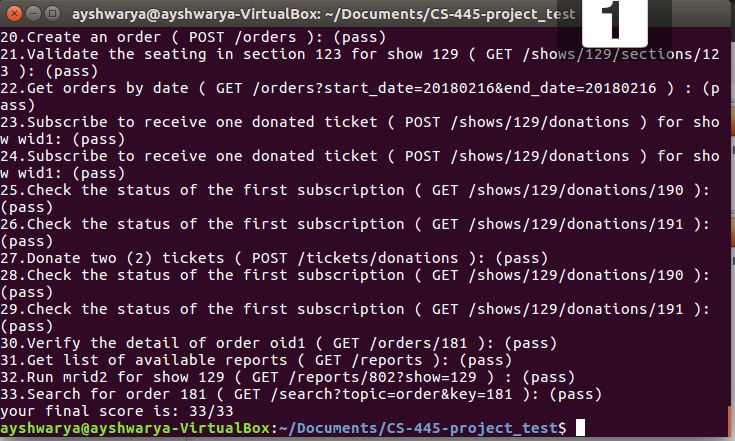 ayshwarya@ayshwarya-VirtualBox: ~/Documents/CS-445-project_test
1
20.Create an order ( POST /orders ): (pass)
21.Validate the seating in section 123 for show 129 ( GET /shows/129/sections/12
3 ): (pass)
22.Get orders by date ( GET /orders?start_date=20180216&end_date=20180216 ) : (p
ass)
23.Subscribe to receive one donated ticket ( POST /shows/129/donations ) for sho
w wid1: (pass)
24.Subscribe to receive one donated ticket ( POST /shows/129/donations ) for sho
w wid1: (pass)
25.Check the status of the first subscription ( GET /shows/129/donations/190 ):
(pass)
26.Check the status of the first subscription ( GET /shows/129/donations/191 ):
(pass)
27.Donate two (2) tickets ( POST /tickets/donations ): (pass)
28.Check the status of the first subscription ( GET /shows/129/donations/190 ):
(pass)
29.Check the status of the first subscription ( GET /shows/129/donations/191 ):
(pass)
30.Verify the detail of order oid1 ( GET /orders/181 ): (pass)
31.Get list of available reports ( GET /reports ): (pass)
32.Run mrid2 for show 129 ( GET /reports/802?show=129 ) : (pass)
33.Search for order 181 ( GET /search?topic=order&key=181 ): (pass)
your final score is: 33/33
ayshwarya@ayshwarya-VirtualBox:~/Documents/CS-445-project_test$